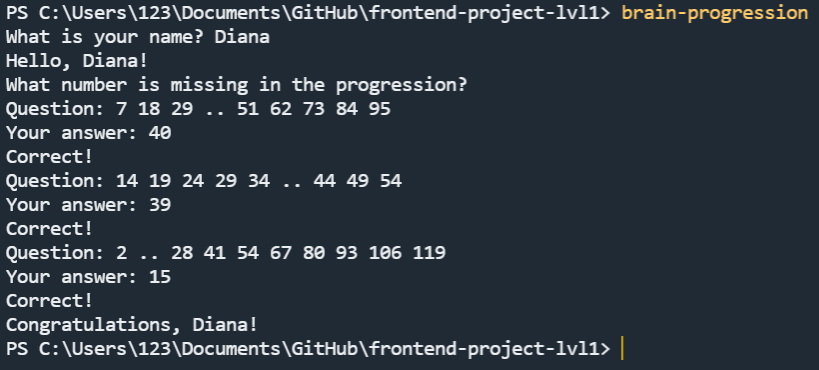 PS C:\Users\123\Documents\GitHub\frontend-project-lvl1> brain-progression
What is your name? Diana
Hello, Diana!
What number is missing in the progression?
Question: 7 18 29 .. 51 62 73 84 95
Your answer: 40
Correct!
Question: 14 19 24 29 34 .. 44 49 54
Your answer: 39
Correct!
Question: 2 .. 28 41 54 67 80 93 106 119
Your answer: 15
Correct!
Congratulations, Diana!
PS C:\Users\123\Documents\GitHub\frontend-project-lvl1>